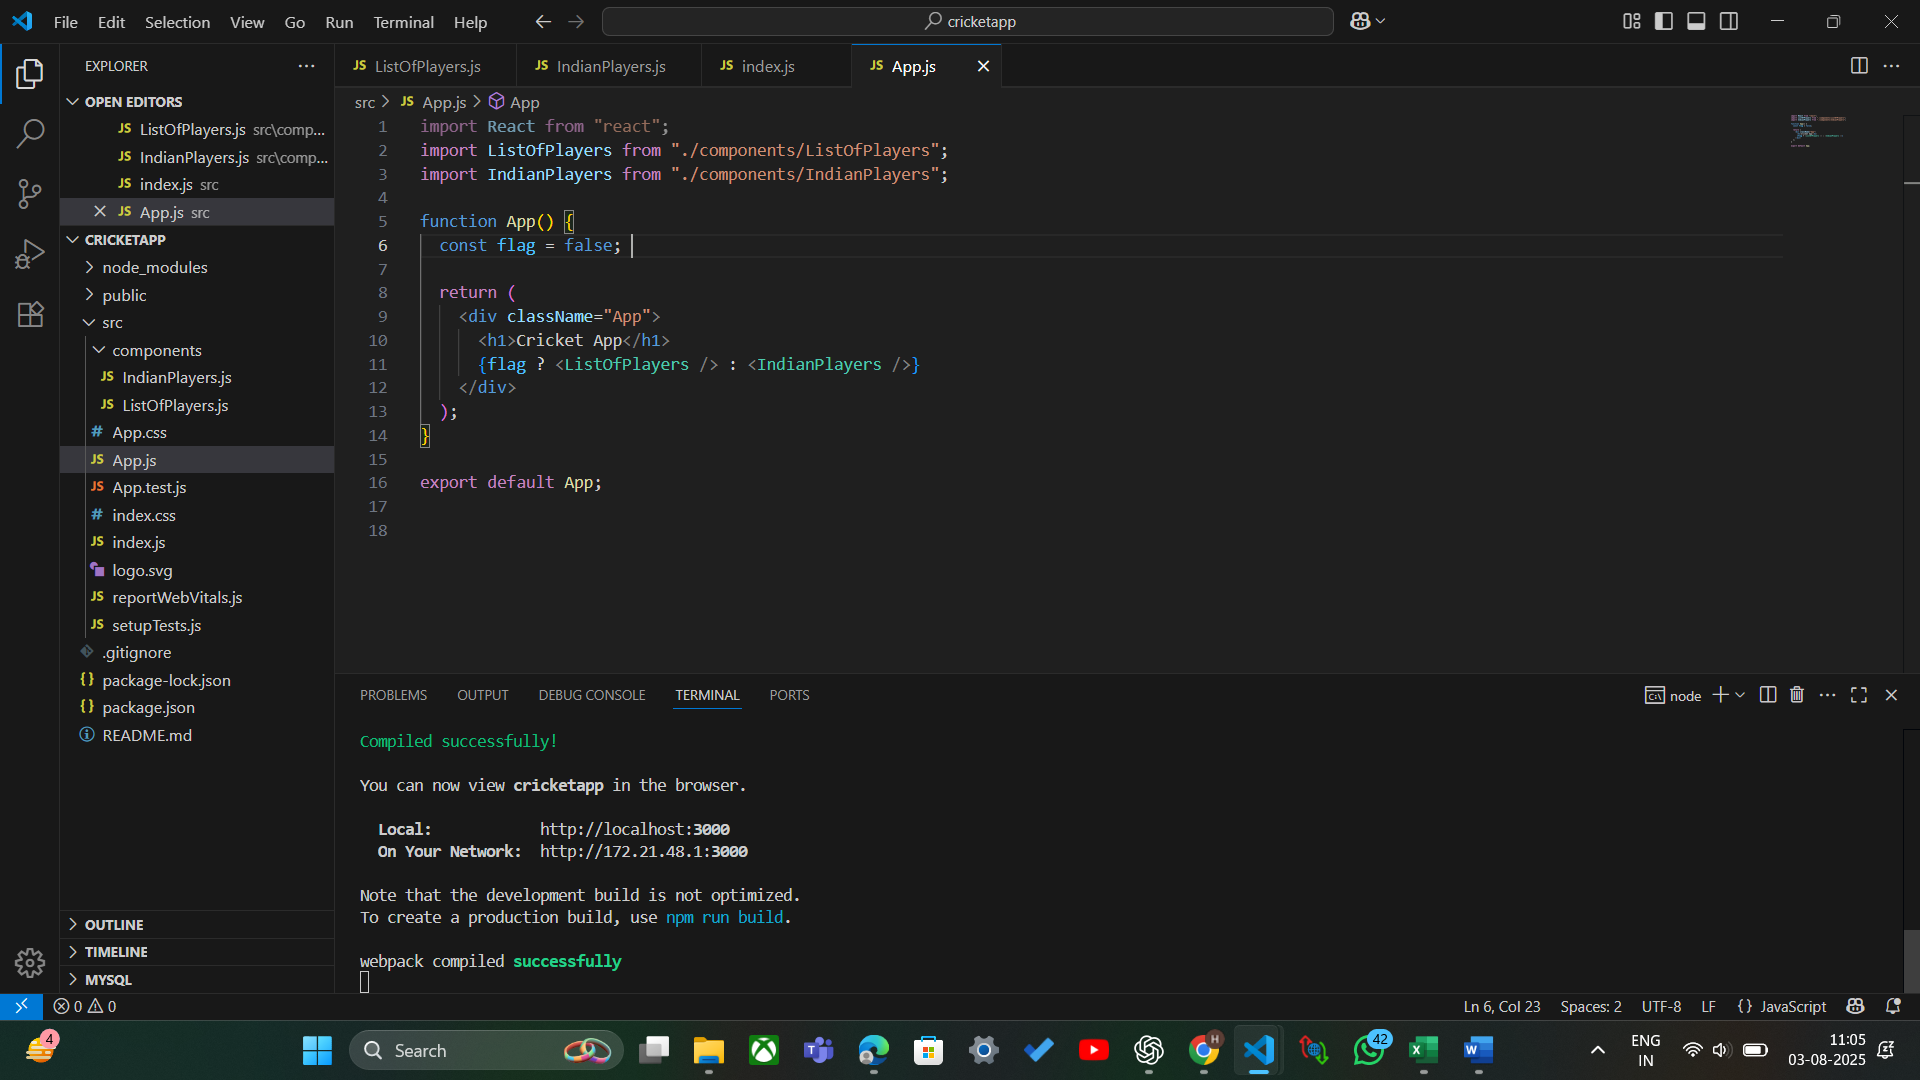 File Edit Selection View Go Run Terminal Help
cricketapp
EXPLORER
OPEN EDITORS
JS ListOfPlayers.js src\comp...
JS IndianPlayers.js src\comp...
JS index.js src
JS App.js src
CRICKETAPP
node_modules
public
src
components
JS IndianPlayers.js
JS ListOfPlayers.js
# App.css
JS App.js
JS App.test.js
# index.css
JS index.js
logo.svg
JS reportWebVitals.js
JS setupTests.js
.gitignore
{} package-lock.json
{} package.json
README.md
OUTLINE
TIMELINE
MYSQL
JS ListOfPlayers.js
JS IndianPlayers.js
JS index.js
JS App.js
src > JS App.js > App
1 import React from "react";
2 import ListOfPlayers from "./components/ListOfPlayers";
3 import IndianPlayers from "./components/IndianPlayers";
4
5 function App() {
6 const flag = false;
7
8 return (
9 <div className="App">
10 <h1>Cricket App</h1>
11 {flag ? <ListOfPlayers /> : <IndianPlayers />}
12 </div>
13 );
14 }
15
16 export default App;
17
18
PROBLEMS OUTPUT DEBUG CONSOLE TERMINAL PORTS
node
Compiled successfully!
You can now view cricketapp in the browser.
Local: http://localhost:3000
On Your Network: http://172.21.48.1:3000
Note that the development build is not optimized.
To create a production build, use npm run build.
webpack compiled successfully
0 0
Ln 6, Col 23 Spaces: 2 UTF-8 LF {} JavaScript
4
Search
H
42
ENG
IN
11:05
03-08-2025